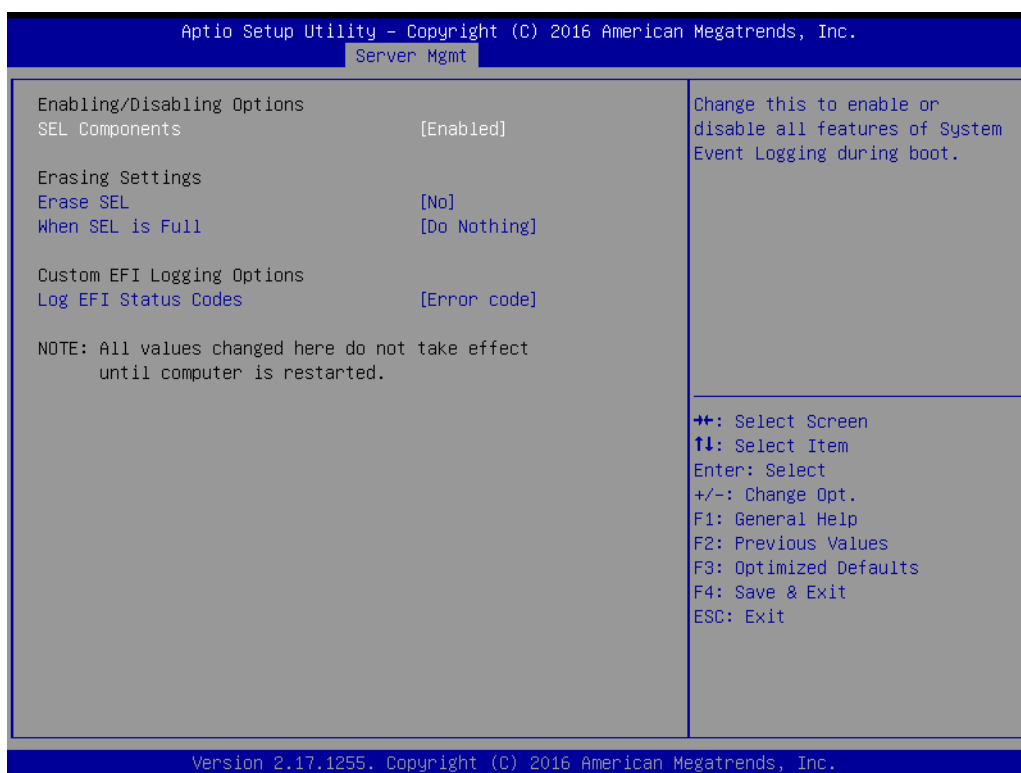 Aptio Setup Utility – Copyright (C) 2016 American Megatrends, Inc.
Server Mgmt
Enabling/Disabling Options
SEL Components [Enabled]
Erasing Settings
Erase SEL [No]
When SEL is Full [Do Nothing]
Custom EFI Logging Options
Log EFI Status Codes [Error code]
NOTE: All values changed here do not take effect
until computer is restarted.
Change this to enable or
disable all features of System
Event Logging during boot.
→←: Select Screen
↑↓: Select Item
Enter: Select
+/-: Change Opt.
F1: General Help
F2: Previous Values
F3: Optimized Defaults
F4: Save & Exit
ESC: Exit
Version 2.17.1255. Copyright (C) 2016 American Megatrends, Inc.